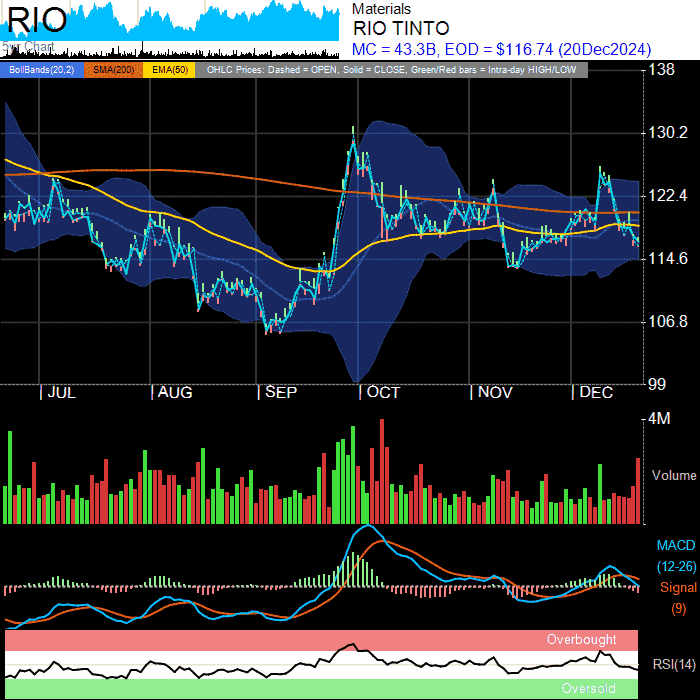 RIO
5yr Chart
Materials
RIO TINTO
MC = 43.3B, EOD = $116.74 (20Dec2024)
BollBands(20,2) SMA(200) EMA(50) OHLC Prices: Dashed = OPEN, Solid = CLOSE, Green/Red bars = Intra-day HIGH/LOW
138
130.2
122.4
114.6
106.8
99
JUL AUG SEP OCT NOV DEC
4M
Volume
MACD
(12-26)
Signal
(9)
Overbought
RSI(14)
Oversold